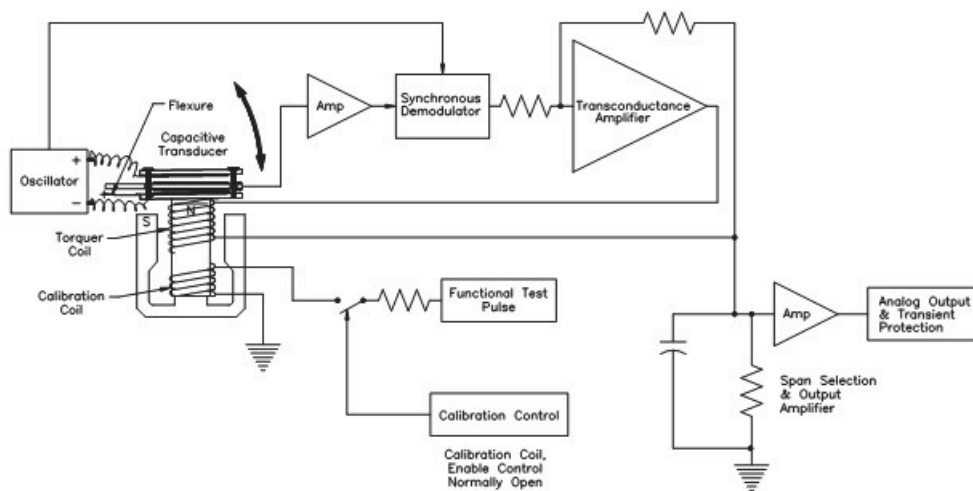 Flexure
Capacitive
Transducer
Oscillator
+
−
Amp
Synchronous
Demodulator
Transconductance
Amplifier
S
N
Torquer
Coil
Calibration
Coil
Functional Test
Pulse
Calibration Control
Calibration Coil,
Enable Control
Normally Open
Amp
Analog Output
& Transient
Protection
Span Selection
& Output
Amplifier